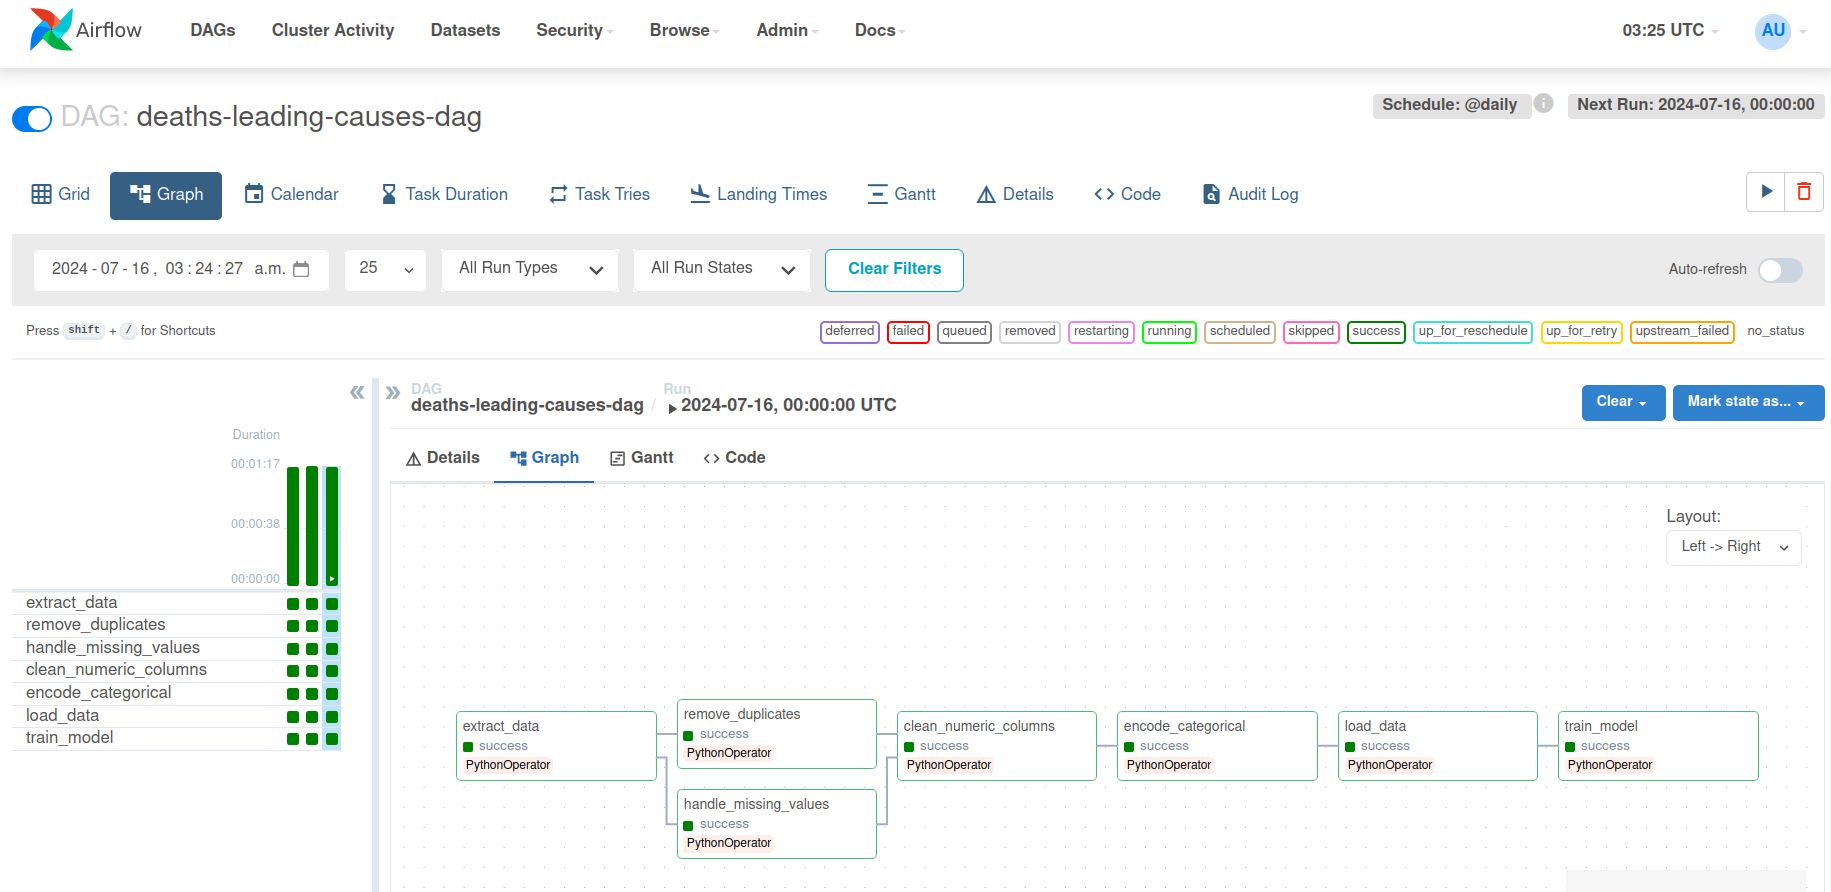 Airflow DAGs Cluster Activity Datasets Security Browse Admin Docs 03:25 UTC AU
DAG: deaths-leading-causes-dag Schedule: @daily i Next Run: 2024-07-16, 00:00:00
Grid Graph Calendar Task Duration Task Tries Landing Times Gantt Details Code Audit Log
2024-07-16, 03:24:27 a.m. 25 All Run Types All Run States Clear Filters Auto-refresh
Press shift + / for Shortcuts deferred failed queued removed restarting running scheduled skipped success up_for_reschedule up_for_retry upstream_failed no_status
DAG Run
deaths-leading-causes-dag / 2024-07-16, 00:00:00 UTC Clear Mark state as...
Details Graph Gantt Code
Duration
00:01:17
00:00:38
00:00:00
extract_data
remove_duplicates
handle_missing_values
clean_numeric_columns
encode_categorical
load_data
train_model
Layout:
Left -> Right
extract_data
success
PythonOperator
remove_duplicates
success
PythonOperator
handle_missing_values
success
PythonOperator
clean_numeric_columns
success
PythonOperator
encode_categorical
success
PythonOperator
load_data
success
PythonOperator
train_model
success
PythonOperator